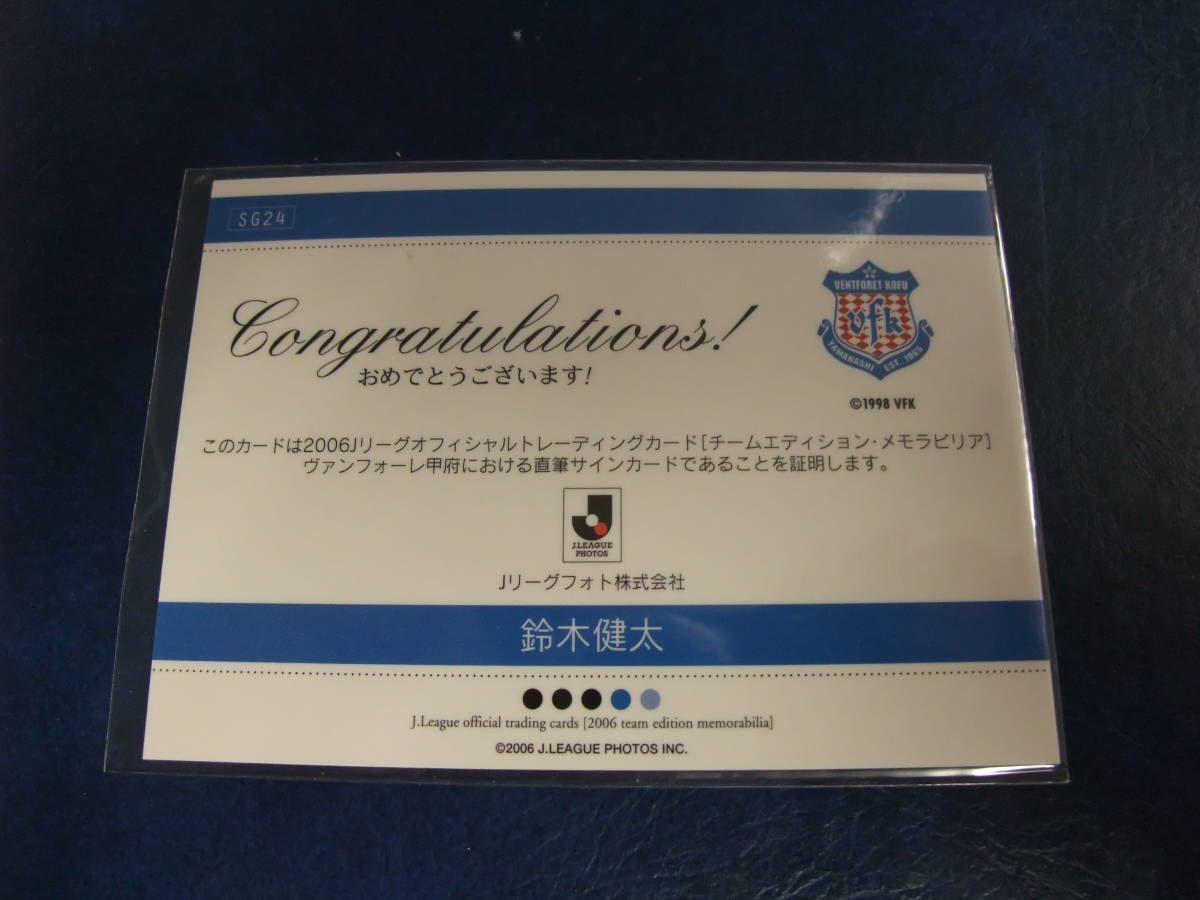 SG24
Congratulations!
おめでとうございます!
VENTFORET KOFU
vfk
YAMANASHI EST. 1965
©1998 VFK
このカードは2006Jリーグオフィシャルトレーディングカード[チームエディション・メモラビリア]
ヴァンフォーレ甲府における直筆サインカードであることを証明します。
J.LEAGUE
PHOTOS
Jリーグフォト株式会社
鈴木健太
J.League official trading cards [2006 team edition memorabilia]
©2006 J.LEAGUE PHOTOS INC.